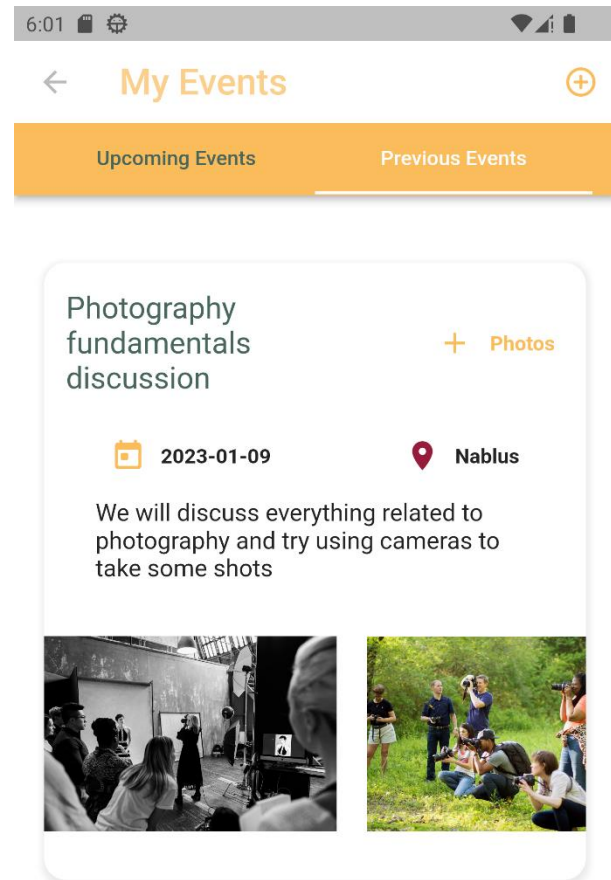 6:01
My Events
Upcoming Events
Previous Events
Photography
fundamentals
discussion
+ Photos
2023-01-09
Nablus
We will discuss everything related to
photography and try using cameras to
take some shots